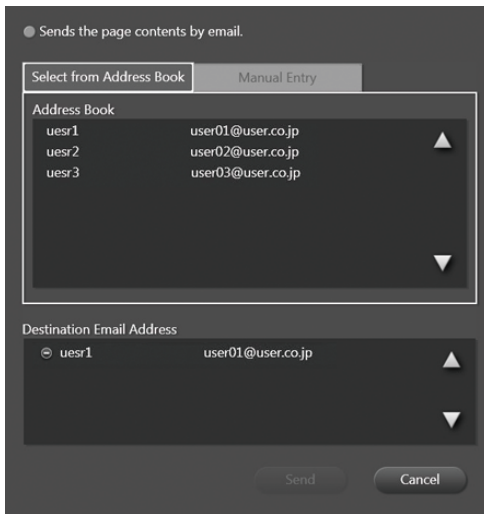 Sends the page contents by email.
Select from Address Book Manual Entry
Address Book
uesr1 user01@user.co.jp
uesr2 user02@user.co.jp
uesr3 user03@user.co.jp
Destination Email Address
uesr1 user01@user.co.jp
Send Cancel